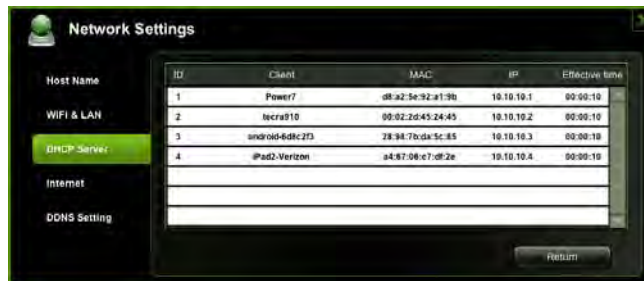 Network Settings
Host Name
WiFi & LAN
DHCP Server
Internet
DDNS Setting
ID Client MAC IP Effective time
1 Power7 d8:a2:5e:92:a1:9b 10.10.10.1 00:00:10
2 tecra910 00:02:2d:45:24:45 10.10.10.2 00:00:10
3 android-6d8c2f3 28:98:7b:da:5c:85 10.10.10.3 00:00:10
4 iPad2-Verizon a4:67:06:e7:df:2e 10.10.10.4 00:00:10
Return